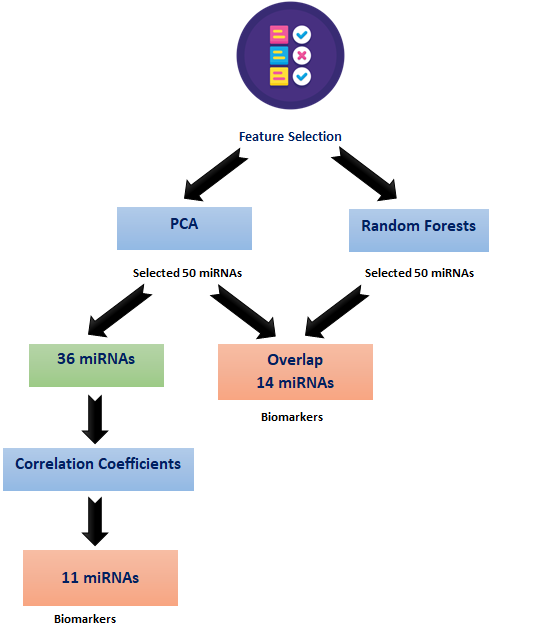 Feature Selection
PCA
Random Forests
Selected 50 miRNAs
Selected 50 miRNAs
36 miRNAs
Overlap
14 miRNAs
Biomarkers
Correlation Coefficients
11 miRNAs
Biomarkers